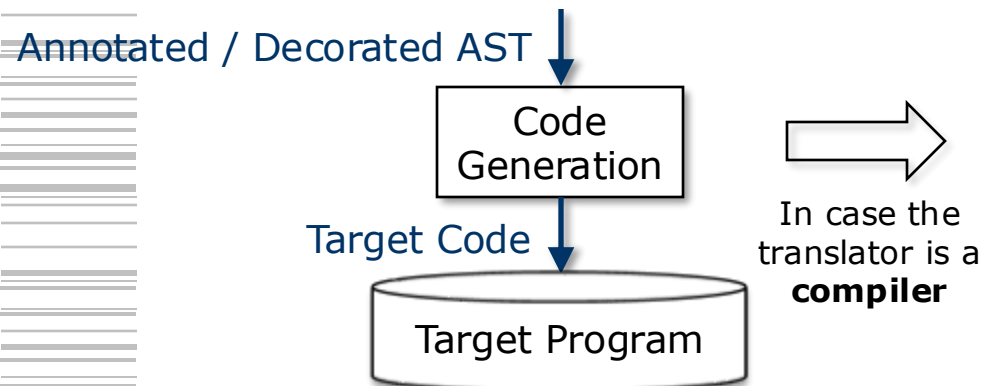 Annotated / Decorated AST
Code
Generation
In case the
translator is a
compiler
Target Code
Target Program